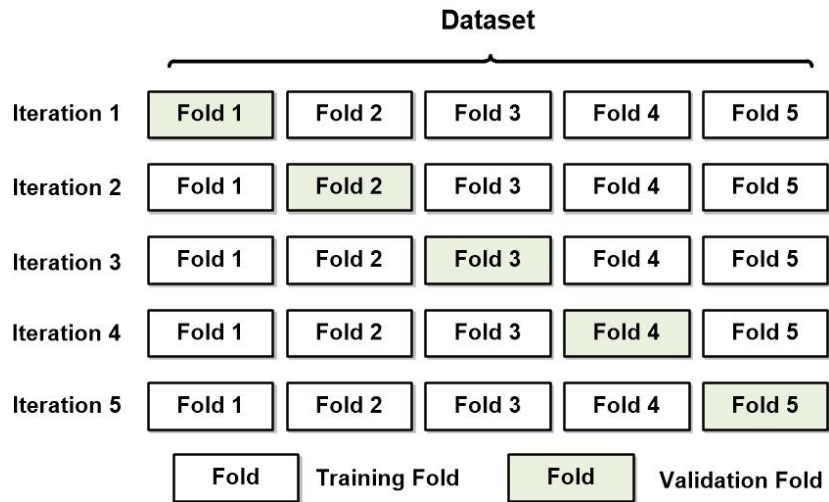 Dataset
Iteration 1 Fold 1 Fold 2 Fold 3 Fold 4 Fold 5
Iteration 2 Fold 1 Fold 2 Fold 3 Fold 4 Fold 5
Iteration 3 Fold 1 Fold 2 Fold 3 Fold 4 Fold 5
Iteration 4 Fold 1 Fold 2 Fold 3 Fold 4 Fold 5
Iteration 5 Fold 1 Fold 2 Fold 3 Fold 4 Fold 5
Fold Training Fold Fold Validation Fold